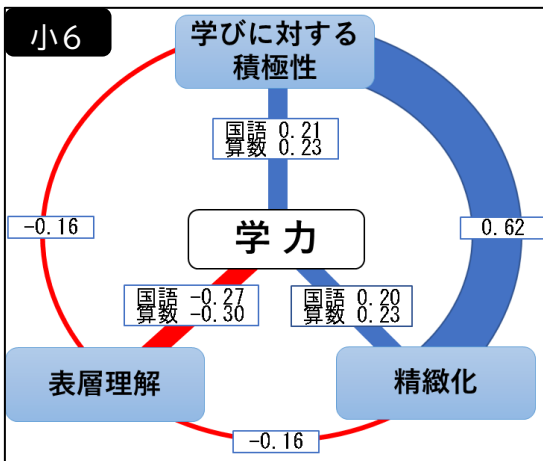 小6
学びに対する
積極性
国語 0.21
算数 0.23
-0.16
学 力
0.62
国語 -0.27
算数 -0.30
国語 0.20
算数 0.23
表層理解
精緻化
-0.16